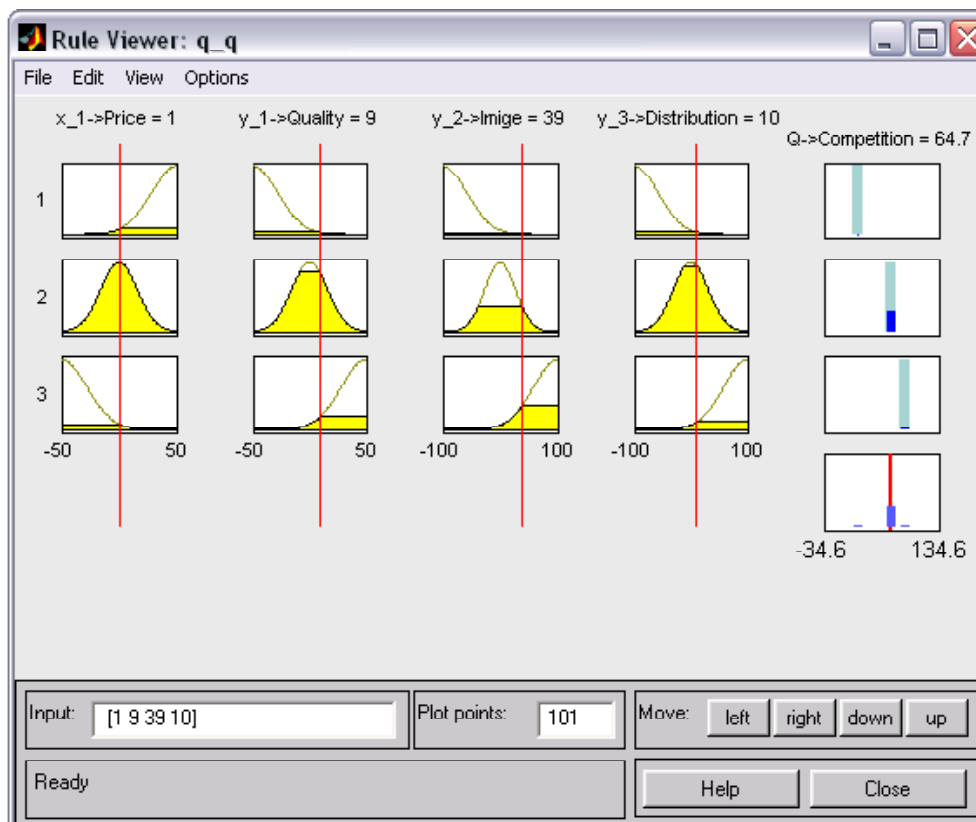 Rule Viewer: q_q
File Edit View Options
x_1->Price = 1
y_1->Quality = 9
y_2->Imige = 39
y_3->Distribution = 10
Q->Competition = 64.7
1
2
3
-50 50
-50 50
-100 100
-100 100
-34.6 134.6
Input: [1 9 39 10]
Plot points: 101
Move: left right down up
Ready
Help Close